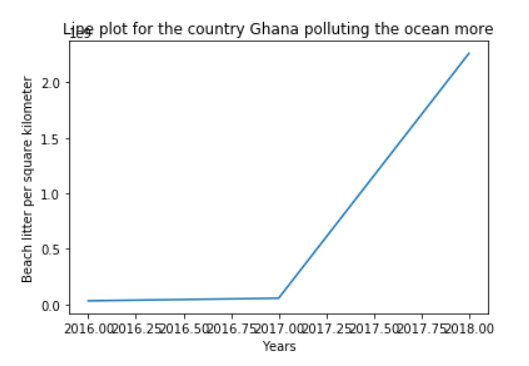 Line plot for the country Ghana polluting the ocean more
1e9
Beach litter per square kilometer
2.0
1.5
1.0
0.5
0.0
2016.00 2016.25 2016.50 2016.75 2017.00 2017.25 2017.50 2017.75 2018.00
Years